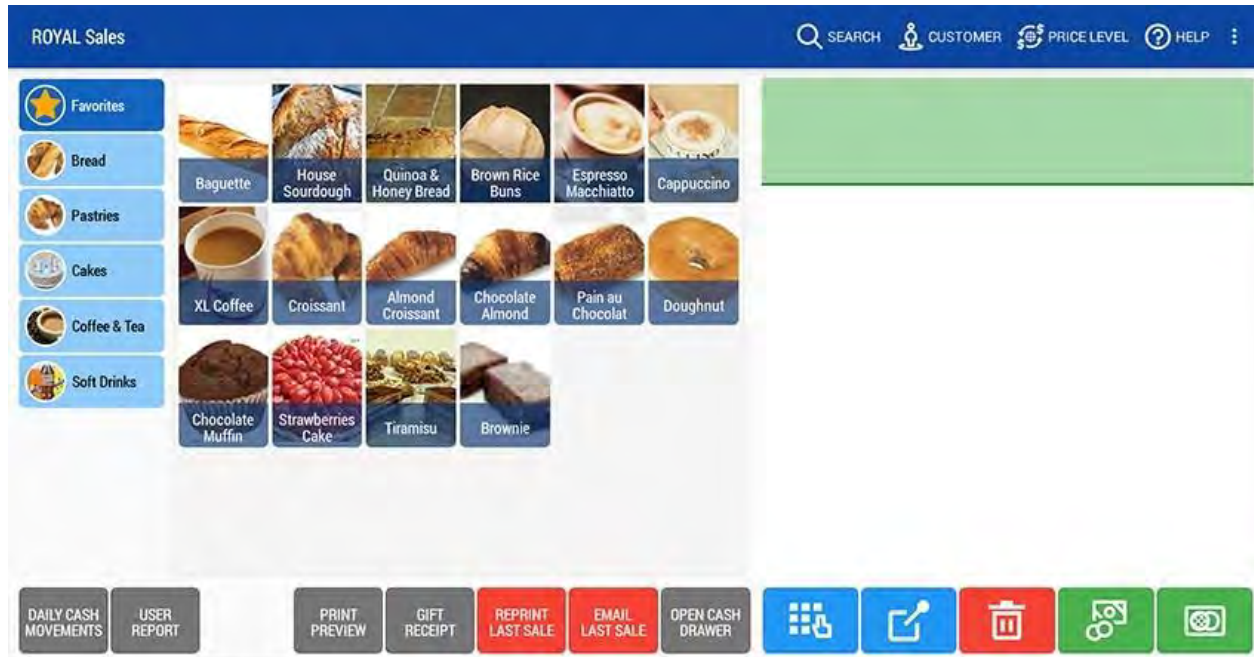 ROYAL Sales
SEARCH
CUSTOMER
PRICE LEVEL
HELP
Favorites
Bread
Pastries
Cakes
Coffee & Tea
Soft Drinks
Baguette
House
Sourdough
Quinoa &
Honey Bread
Brown Rice
Buns
Espresso
Macchiatto
Cappuccino
XL Coffee
Croissant
Almond
Croissant
Chocolate
Almond
Pain au
Chocolat
Doughnut
Chocolate
Muffin
Strawberries
Cake
Tiramisu
Brownie
DAILY CASH
MOVEMENTS
USER
REPORT
PRINT
PREVIEW
GIFT
RECEIPT
REPRINT
LAST SALE
EMAIL
LAST SALE
OPEN CASH
DRAWER